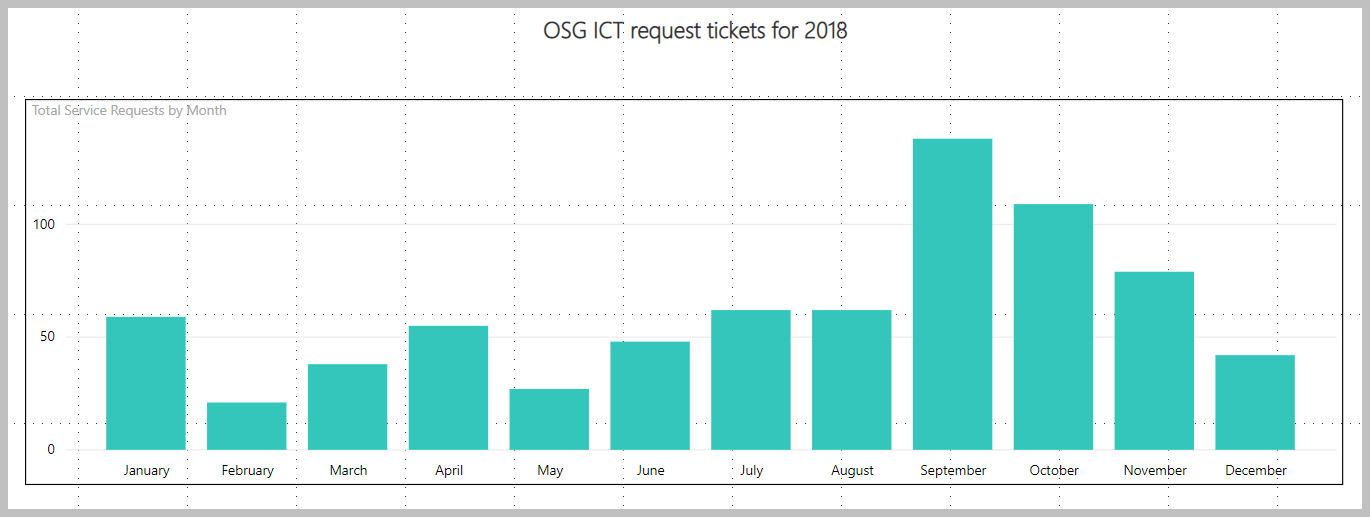 OSG ICT request tickets for 2018
Total Service Requests by Month
100
50
0
January February March April May June July August September October November December